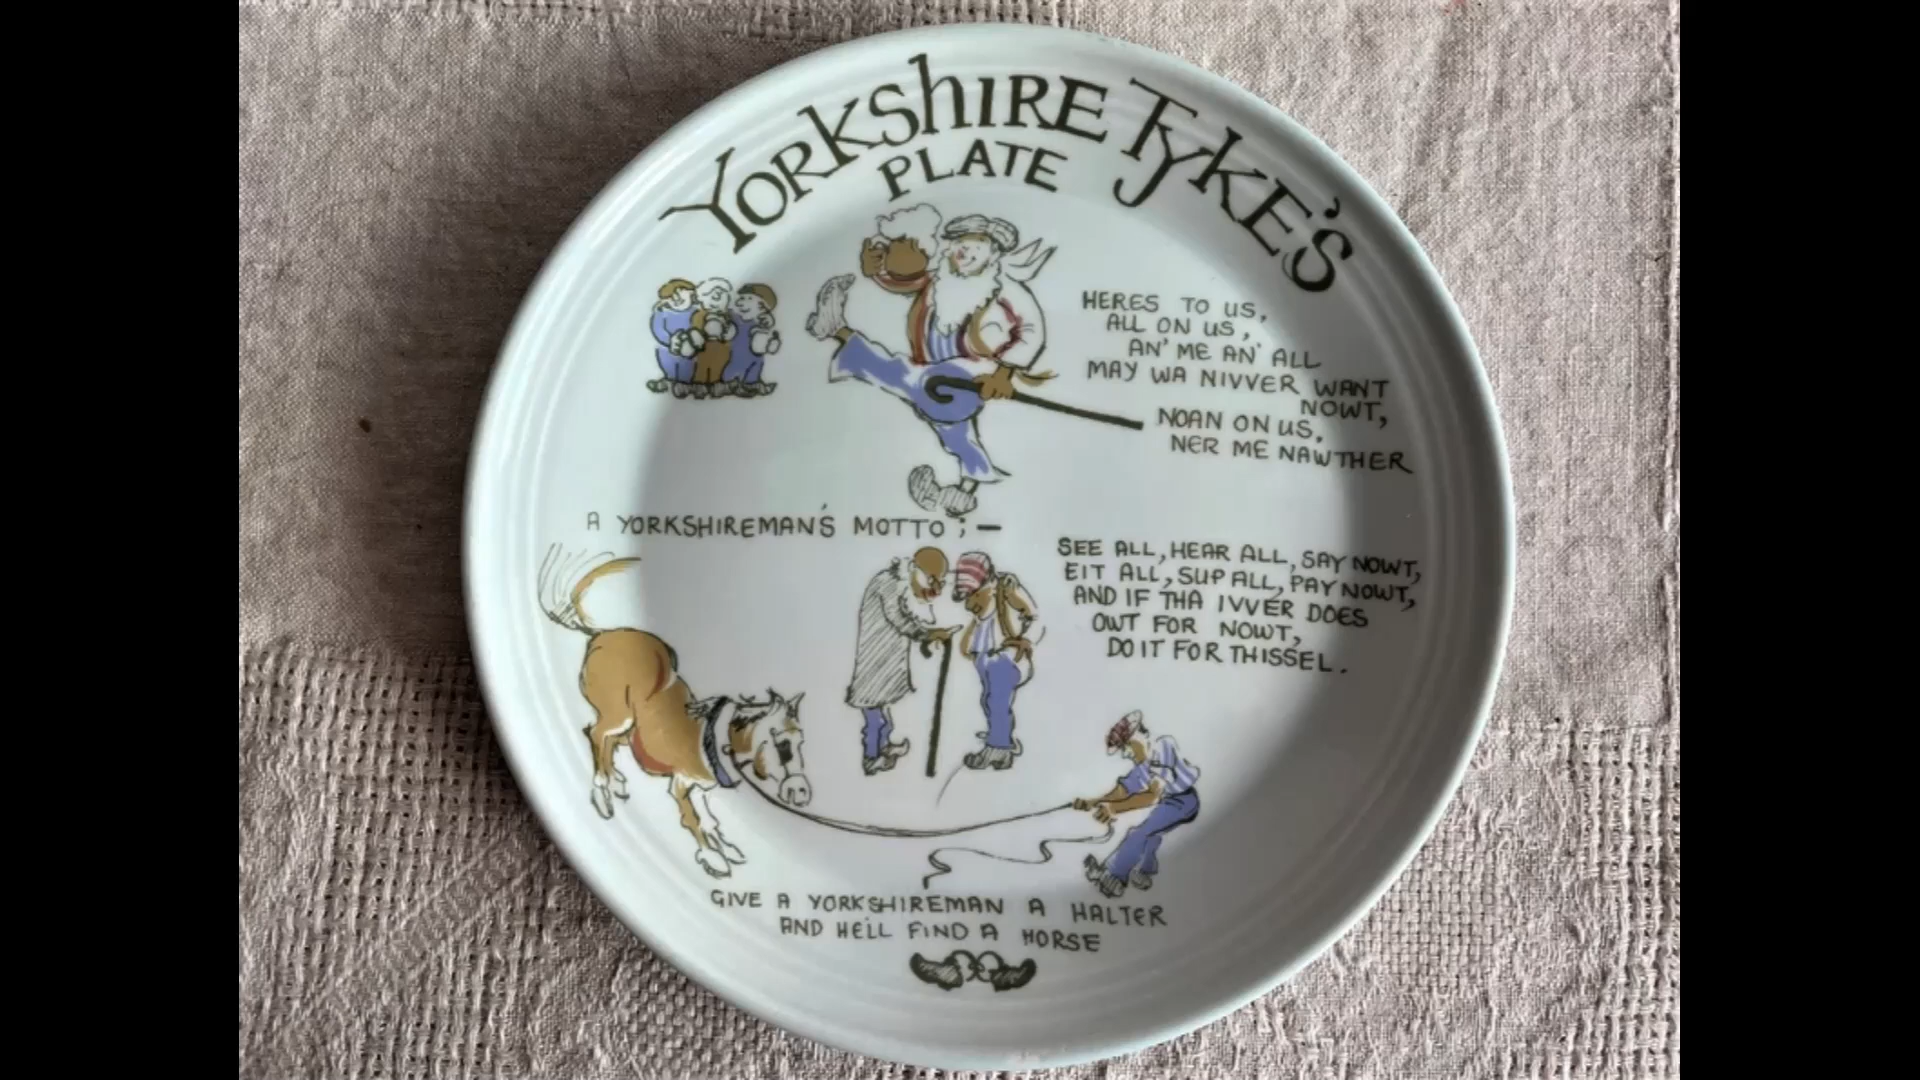 YORKSHIRE TYKE'S
PLATE
HERES TO US,
ALL ON US,
AN' ME AN' ALL
MAY WA NIVVER WANT
NOWT,
NOAN ON US,
NER ME NAWTHER
A YORKSHIREMAN'S MOTTO ; —
SEE ALL, HEAR ALL, SAY NOWT,
EIT ALL, SUP ALL, PAY NOWT,
AND IF THA IVVER DOES
OWT FOR NOWT,
DO IT FOR THISSEL.
GIVE A YORKSHIREMAN A HALTER
AND HE'LL FIND A HORSE